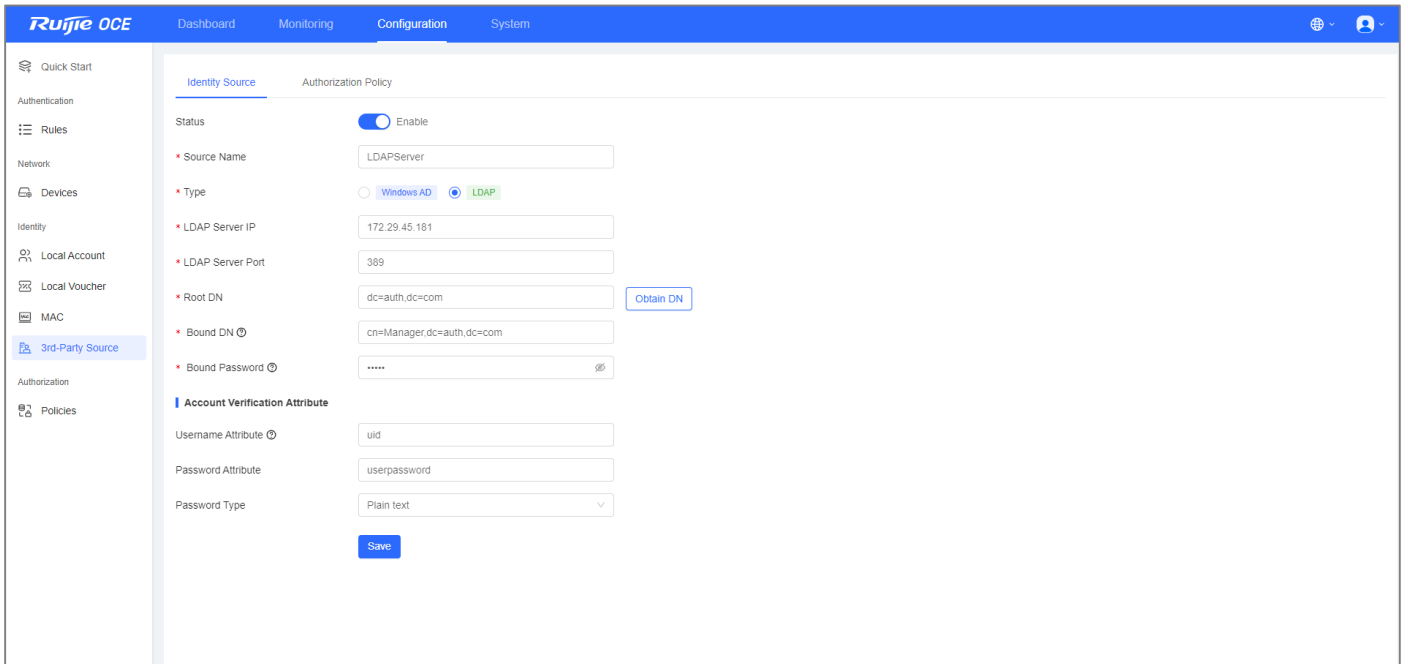 Ruijie OCE Dashboard Monitoring Configuration System
Quick Start
Authentication
Rules
Network
Devices
Identity
Local Account
Local Voucher
MAC
3rd-Party Source
Authorization
Policies
Identity Source Authorization Policy
Status Enable
* Source Name LDAPServer
* Type Windows AD LDAP
* LDAP Server IP 172.29.45.181
* LDAP Server Port 389
* Root DN dc=auth,dc=com Obtain DN
* Bound DN cn=Manager,dc=auth,dc=com
* Bound Password •••••
Account Verification Attribute
Username Attribute uid
Password Attribute userpassword
Password Type Plain text
Save